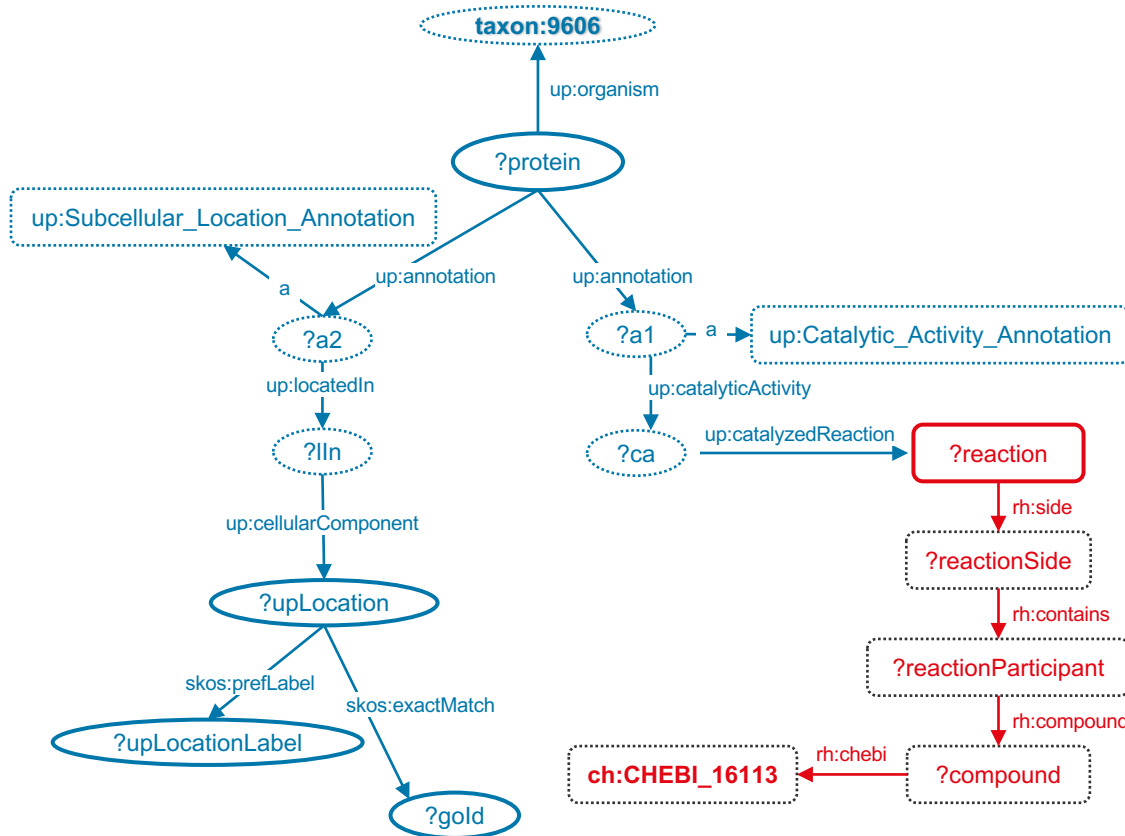 taxon:9606
up:organism
?protein
up:Subcellular_Location_Annotation
up:annotation
up:annotation
a
?a2
?a1
a
up:Catalytic_Activity_Annotation
up:locatedIn
up:catalyticActivity
?lIn
?ca
up:catalyzedReaction
?reaction
rh:side
up:cellularComponent
?reactionSide
?upLocation
rh:contains
?reactionParticipant
skos:prefLabel
skos:exactMatch
rh:compound
?upLocationLabel
rh:chebi
ch:CHEBI_16113
?compound
?goId